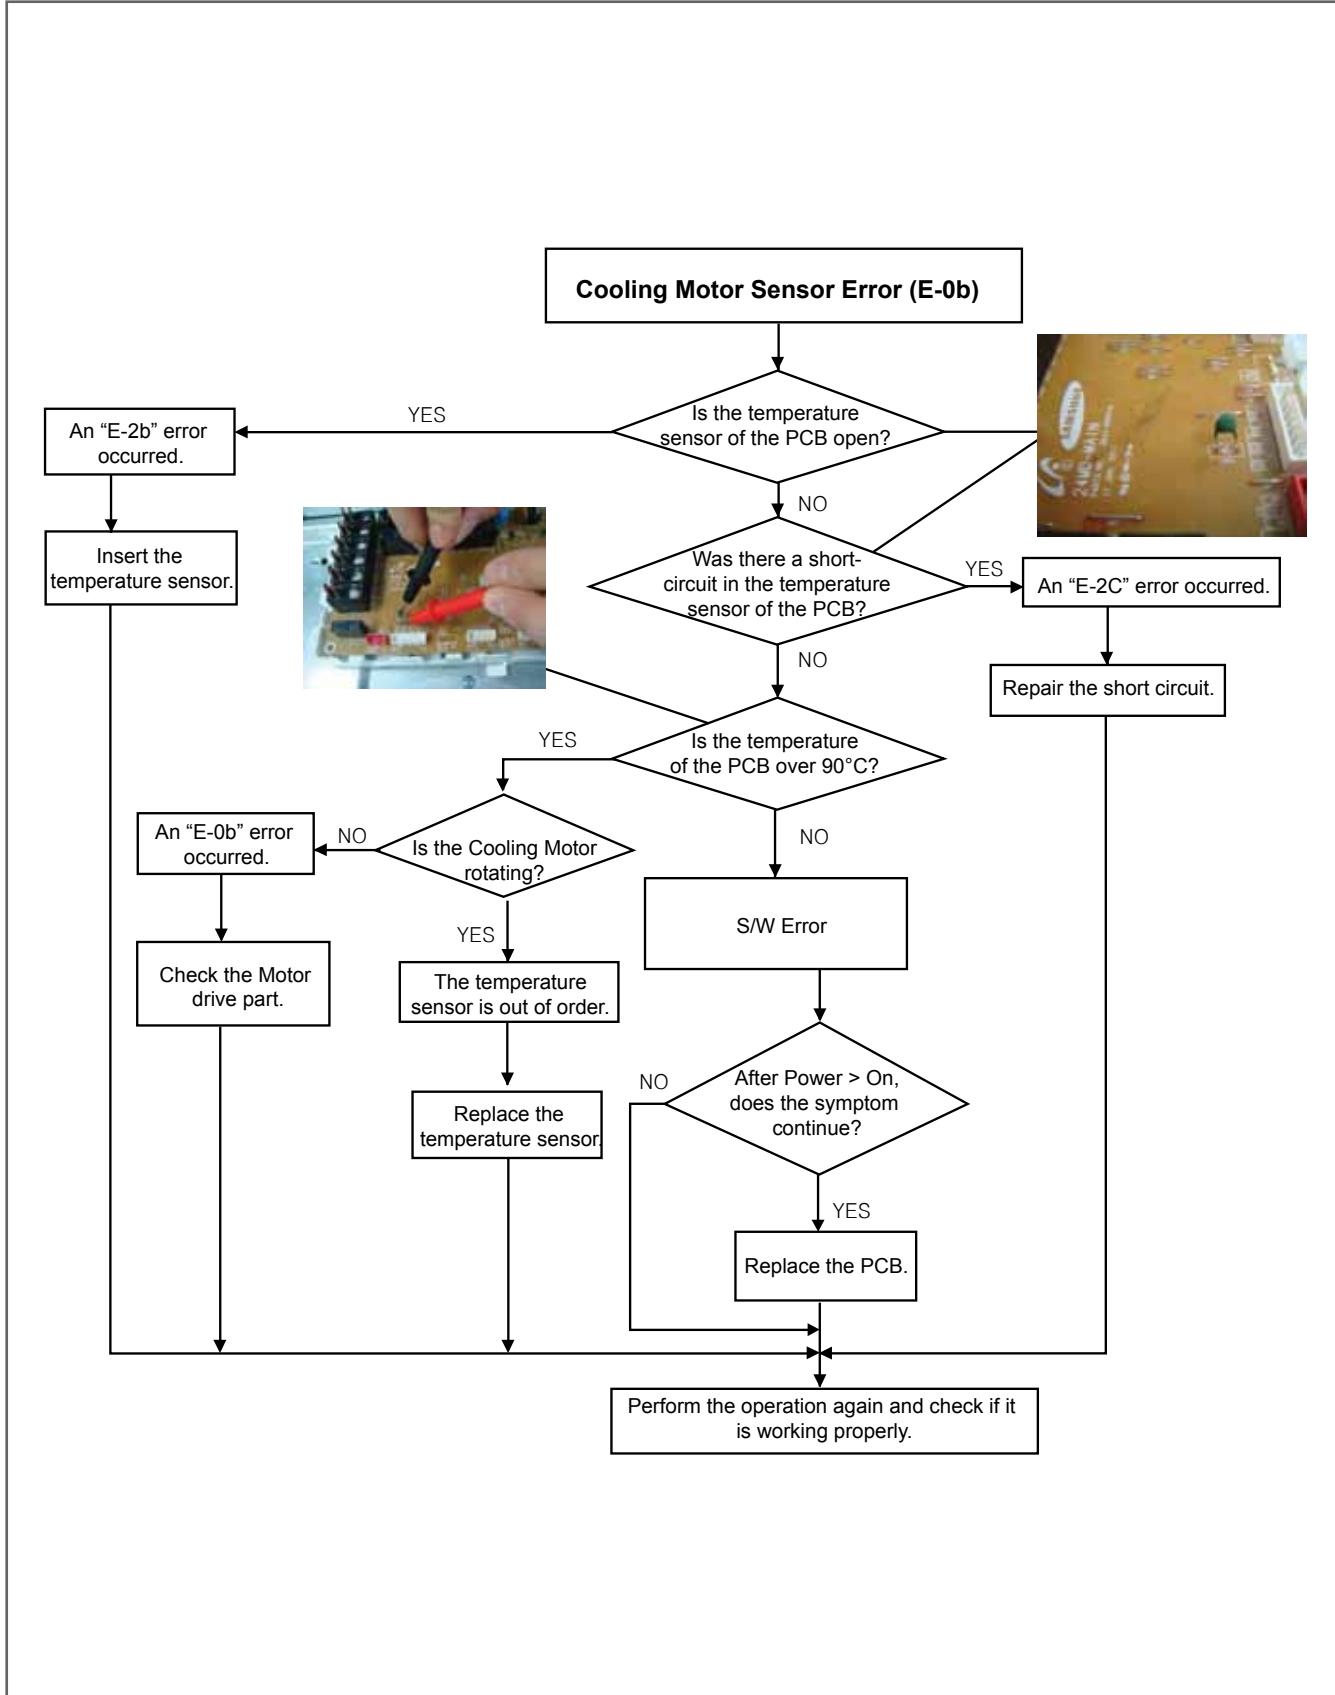 Cooling Motor Sensor Error (E-0b)
Is the temperature
sensor of the PCB open?
YES
An “E-2b” error
occurred.
Insert the
temperature sensor.
NO
Was there a short-
circuit in the temperature
sensor of the PCB?
YES
An “E-2C” error occurred.
Repair the short circuit.
NO
Is the temperature
of the PCB over 90°C?
YES
Is the Cooling Motor
rotating?
NO
An “E-0b” error
occurred.
Check the Motor
drive part.
YES
The temperature
sensor is out of order.
Replace the
temperature sensor.
NO
S/W Error
After Power > On,
does the symptom
continue?
NO
YES
Replace the PCB.
Perform the operation again and check if it
is working properly.
SAMSUNG
24MD-MAIN